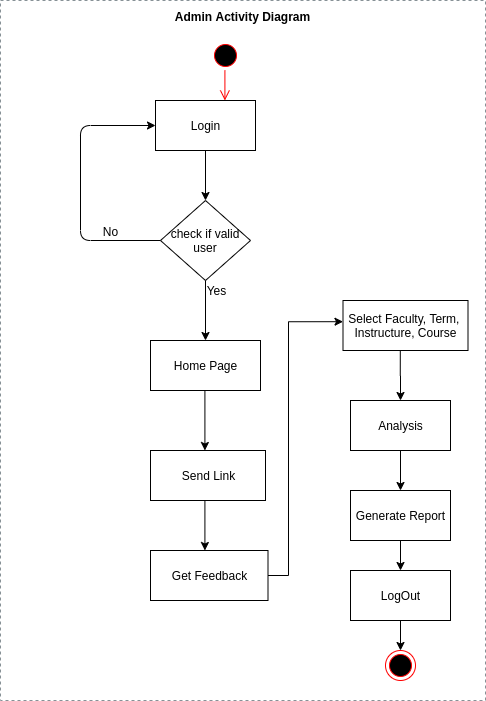 Admin Activity Diagram
Login
check if valid
user
No
Yes
Home Page
Send Link
Get Feedback
Select Faculty, Term,
Instructure, Course
Analysis
Generate Report
LogOut